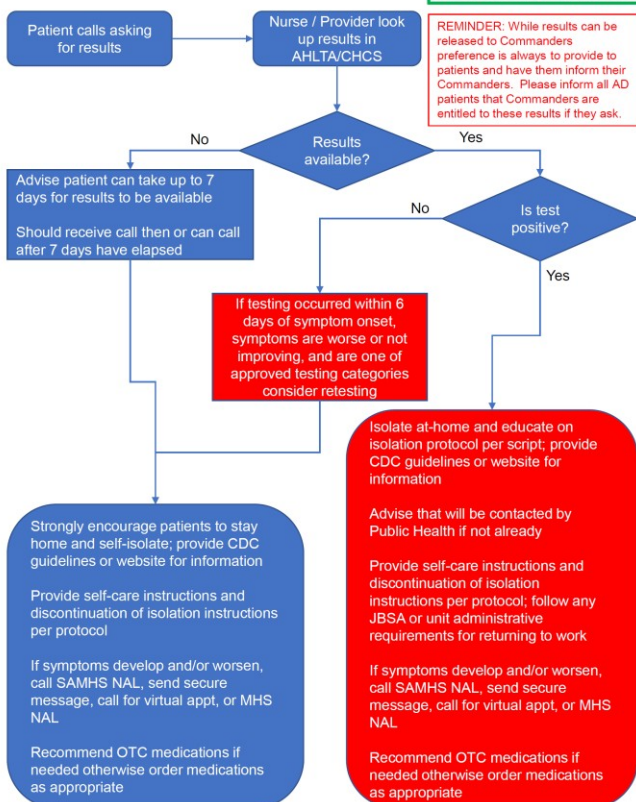 Patient calls asking
for results
Nurse / Provider look
up results in
AHLTA/CHCS
REMINDER: While results can be
released to Commanders
preference is always to provide to
patients and have them inform their
Commanders. Please inform all AD
patients that Commanders are
entitled to these results if they ask.
No
Results
available?
Yes
Advise patient can take up to 7
days for results to be available
Should receive call then or can call
after 7 days have elapsed
No
Is test
positive?
Yes
If testing occurred within 6
days of symptom onset,
symptoms are worse or not
improving, and are one of
approved testing categories
consider retesting
Strongly encourage patients to stay
home and self-isolate; provide CDC
guidelines or website for information
Provide self-care instructions and
discontinuation of isolation instructions
per protocol
If symptoms develop and/or worsen,
call SAMHS NAL, send secure
message, call for virtual appt, or MHS
NAL
Recommend OTC medications if
needed otherwise order medications
as appropriate
Isolate at-home and educate on
isolation protocol per script; provide
CDC guidelines or website for
information
Advise that will be contacted by
Public Health if not already
Provide self-care instructions and
discontinuation of isolation
instructions per protocol; follow any
JBSA or unit administrative
requirements for returning to work
If symptoms develop and/or worsen,
call SAMHS NAL, send secure
message, call for virtual appt, or MHS
NAL
Recommend OTC medications if
needed otherwise order medications
as appropriate